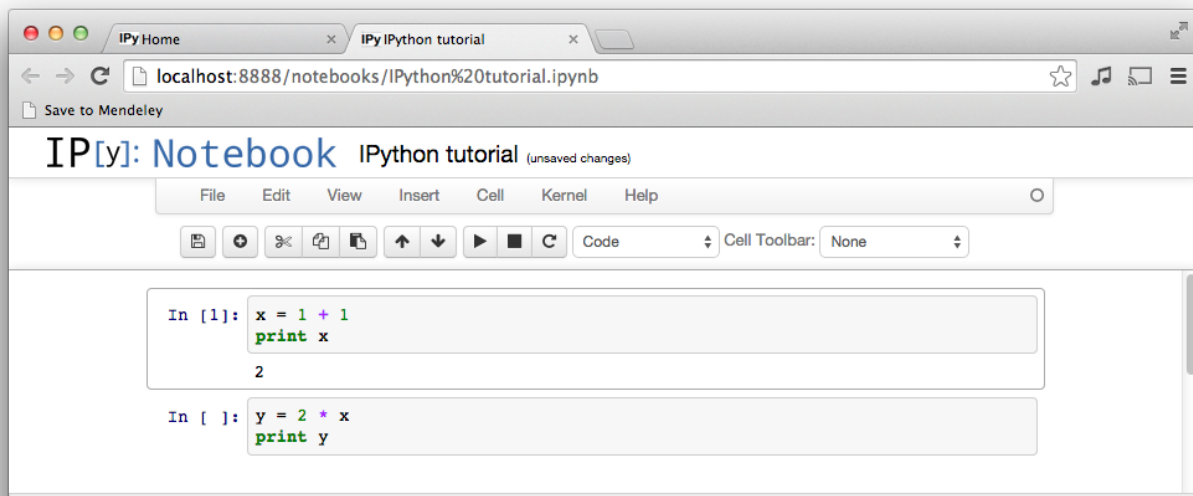 IPy Home × IPy IPython tutorial ×
localhost:8888/notebooks/IPython%20tutorial.ipynb
Save to Mendeley
IP[y]: Notebook IPython tutorial (unsaved changes)
File Edit View Insert Cell Kernel Help
Code Cell Toolbar: None
In [1]: x = 1 + 1
print x
2
In [ ]: y = 2 * x
print y